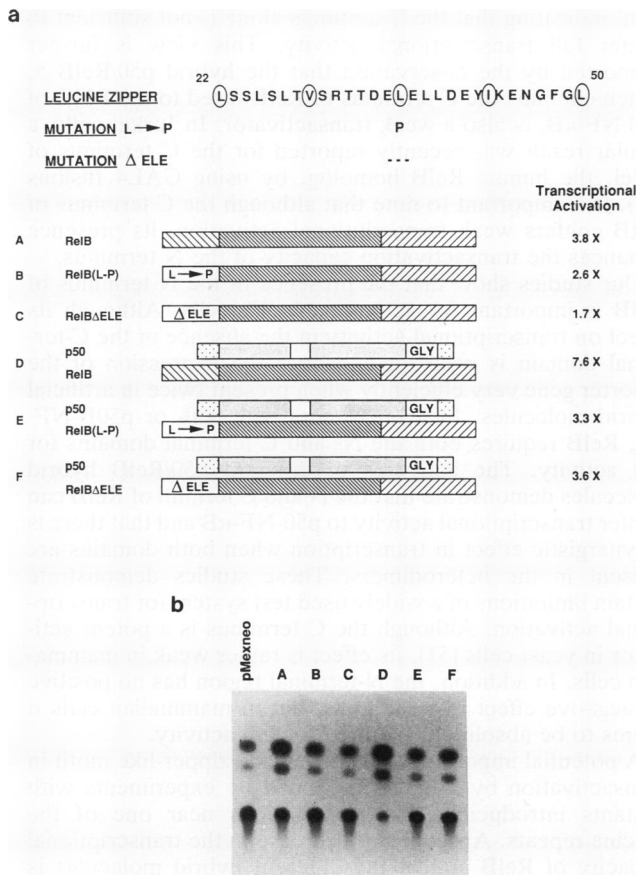 a
22 50
LEUCINE ZIPPER LSSLSLTVSRTTDELELLDEYIKENGFGL
MUTATION L → P P
MUTATION Δ ELE ---
Transcriptional
Activation
A RelB 3.8 X
B RelB(L-P) L → P 2.6 X
C RelBΔELE Δ ELE 1.7 X
p50 GLY
D RelB 7.6 X
p50 GLY
E RelB(L-P) L → P 3.3 X
p50 GLY
F RelBΔELE Δ ELE 3.6 X
b
pMexneo A B C D E F